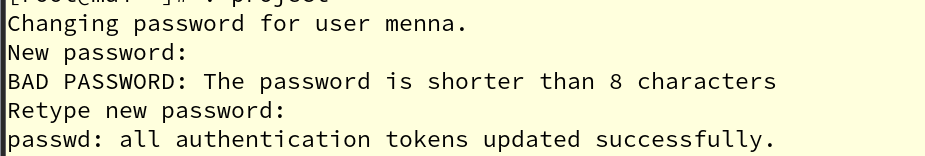 project
Changing password for user menna.
New password:
BAD PASSWORD: The password is shorter than 8 characters
Retype new password:
passwd: all authentication tokens updated successfully.